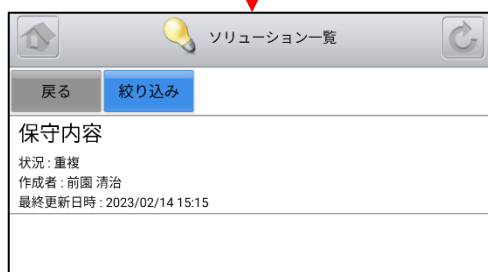 ソリューション一覧
戻る 絞り込み
保守内容
状況 : 重複
作成者 : 前園 清治
最終更新日時 : 2023/02/14 15:15